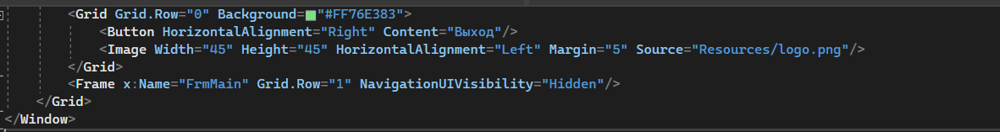 <Grid Grid.Row="0" Background="#FF76E383">
<Button HorizontalAlignment="Right" Content="Выход"/>
<Image Width="45" Height="45" HorizontalAlignment="Left" Margin="5" Source="Resources/logo.png"/>
</Grid>
<Frame x:Name="FrmMain" Grid.Row="1" NavigationUIVisibility="Hidden"/>
</Grid>
</Window>